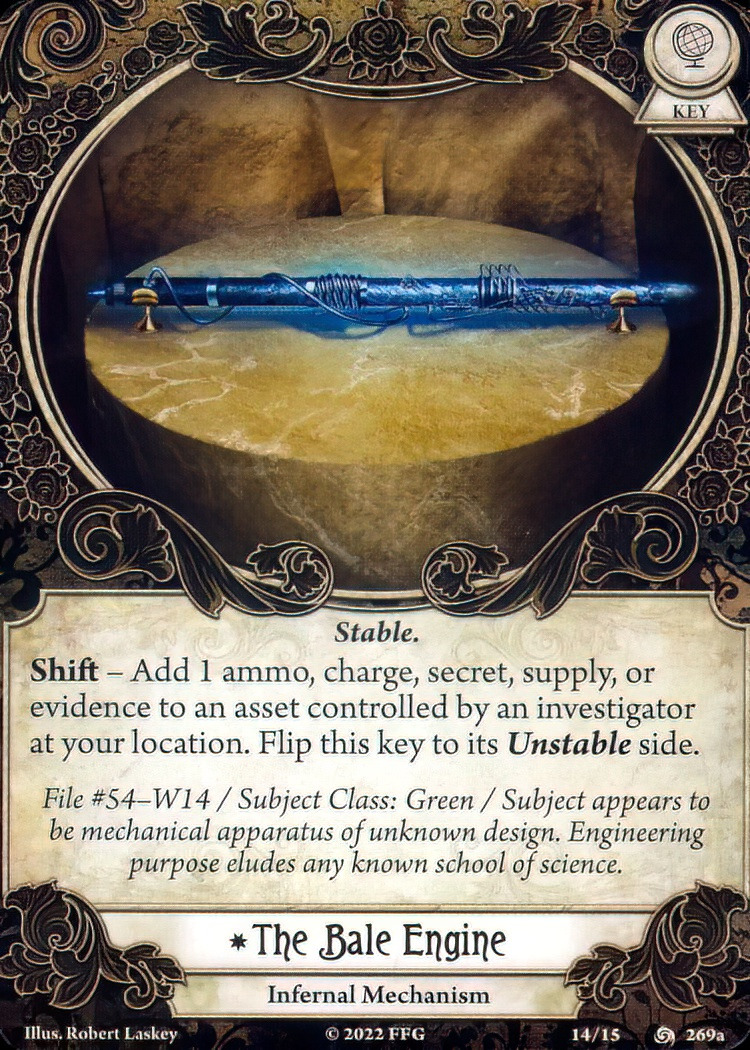 KEY
Stable.
Shift – Add 1 ammo, charge, secret, supply, or
evidence to an asset controlled by an investigator
at your location. Flip this key to its Unstable side.
File #54–W14 / Subject Class: Green / Subject appears to
be mechanical apparatus of unknown design. Engineering
purpose eludes any known school of science.
✷The Bale Engine
Infernal Mechanism
Illus. Robert Laskey © 2022 FFG 14/15 269a